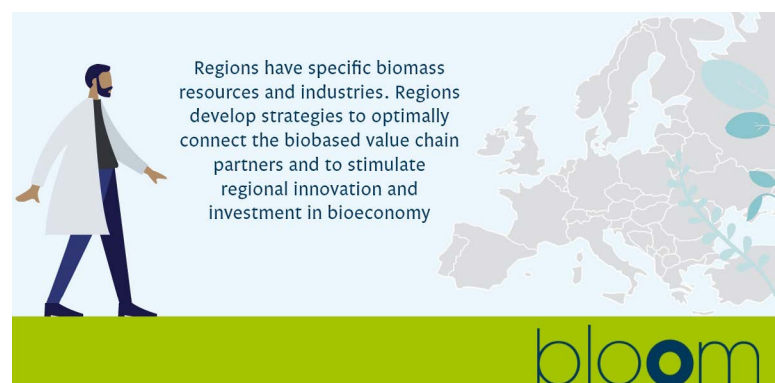 Regions have specific biomass
resources and industries. Regions
develop strategies to optimally
connect the biobased value chain
partners and to stimulate
regional innovation and
investment in bioeconomy
bloom